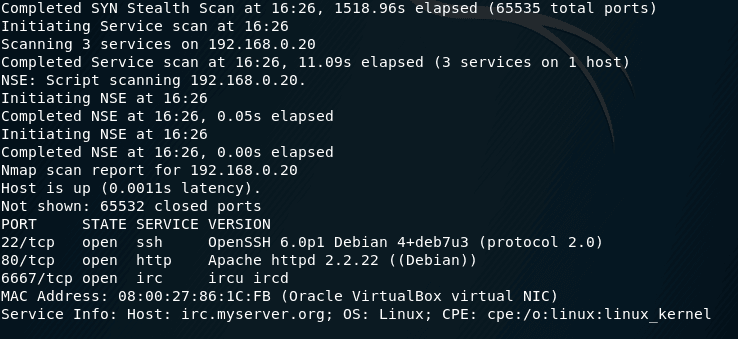 Completed SYN Stealth Scan at 16:26, 1518.96s elapsed (65535 total ports)
Initiating Service scan at 16:26
Scanning 3 services on 192.168.0.20
Completed Service scan at 16:26, 11.09s elapsed (3 services on 1 host)
NSE: Script scanning 192.168.0.20.
Initiating NSE at 16:26
Completed NSE at 16:26, 0.05s elapsed
Initiating NSE at 16:26
Completed NSE at 16:26, 0.00s elapsed
Nmap scan report for 192.168.0.20
Host is up (0.0011s latency).
Not shown: 65532 closed ports
PORT     STATE SERVICE VERSION
22/tcp   open  ssh     OpenSSH 6.0p1 Debian 4+deb7u3 (protocol 2.0)
80/tcp   open  http    Apache httpd 2.2.22 ((Debian))
6667/tcp open  irc     ircu ircd
MAC Address: 08:00:27:86:1C:FB (Oracle VirtualBox virtual NIC)
Service Info: Host: irc.myserver.org; OS: Linux; CPE: cpe:/o:linux:linux_kernel